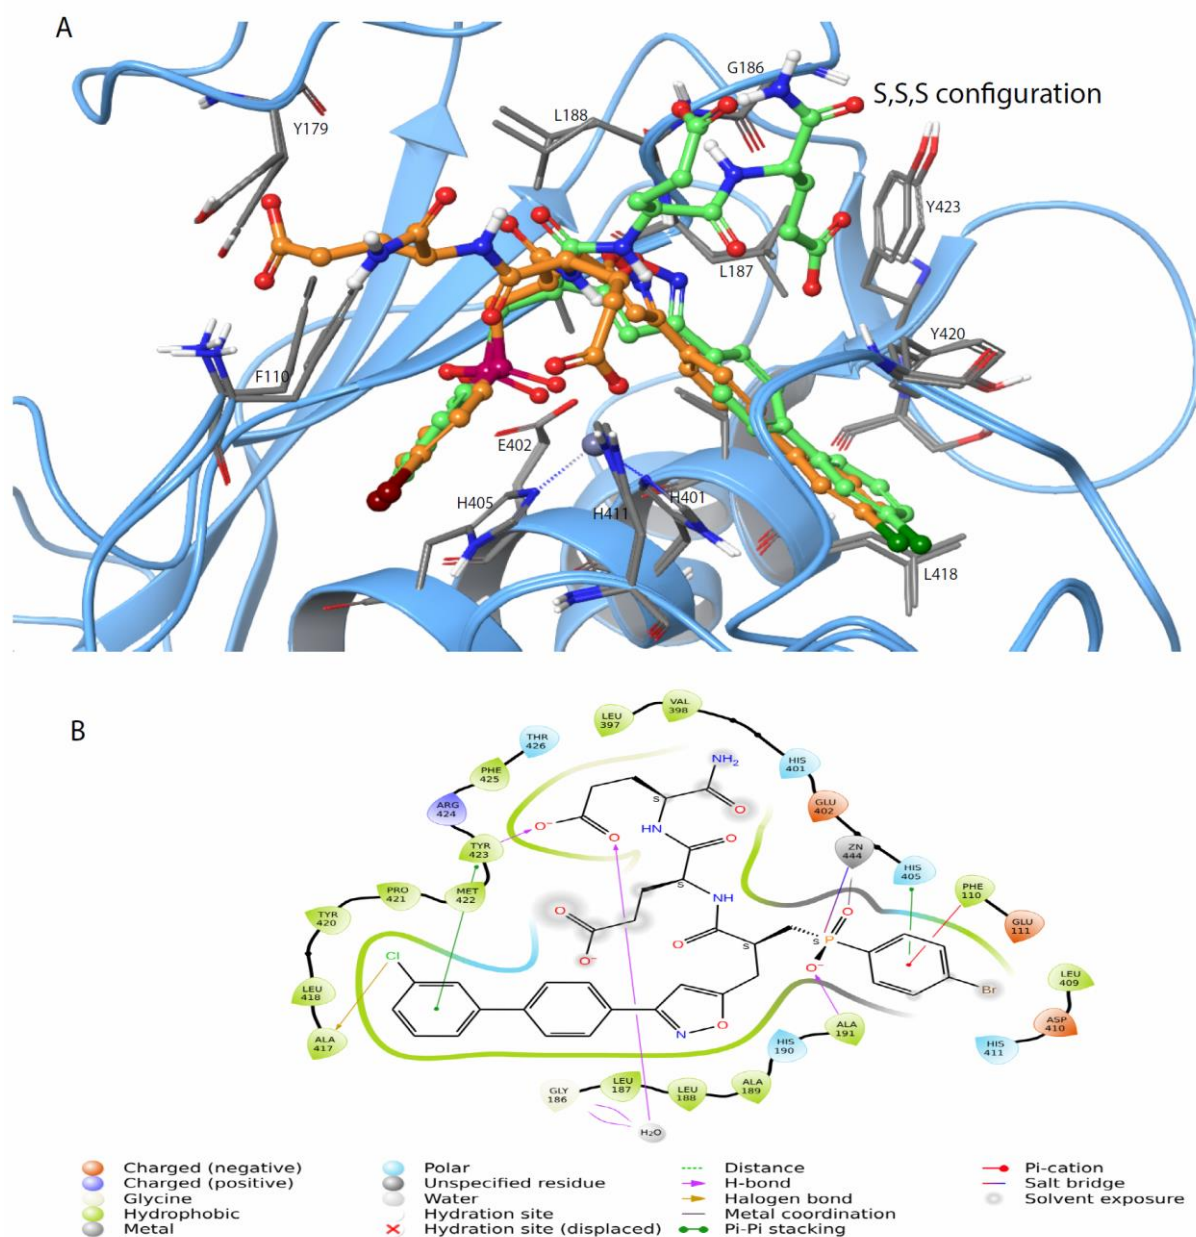 A
G186
S,S,S configuration
L188
Y179
Y423
L187
Y420
F110
E402
H405
H401
H411
L418
B
VAL
398
LEU
397
THR
426
NH₂
HIS
401
PHE
425
S
O
GLU
402
ARG
424
O⁻
O
HN
O
ZN
444
TYR
423
HIS
405
S
PHE
110
PRO
421
MET
422
NH
O
GLU
111
TYR
420
O
O
S
P
S
Cl
O⁻
O⁻
Br
LEU
409
LEU
418
ASP
410
ALA
417
N
O
ALA
191
HIS
190
HIS
411
GLY
186
LEU
187
LEU
188
ALA
189
H₂O
Charged (negative)
Charged (positive)
Glycine
Hydrophobic
Metal
Polar
Unspecified residue
Water
Hydration site
Hydration site (displaced)
Distance
H-bond
Halogen bond
Metal coordination
Pi-Pi stacking
Pi-cation
Salt bridge
Solvent exposure